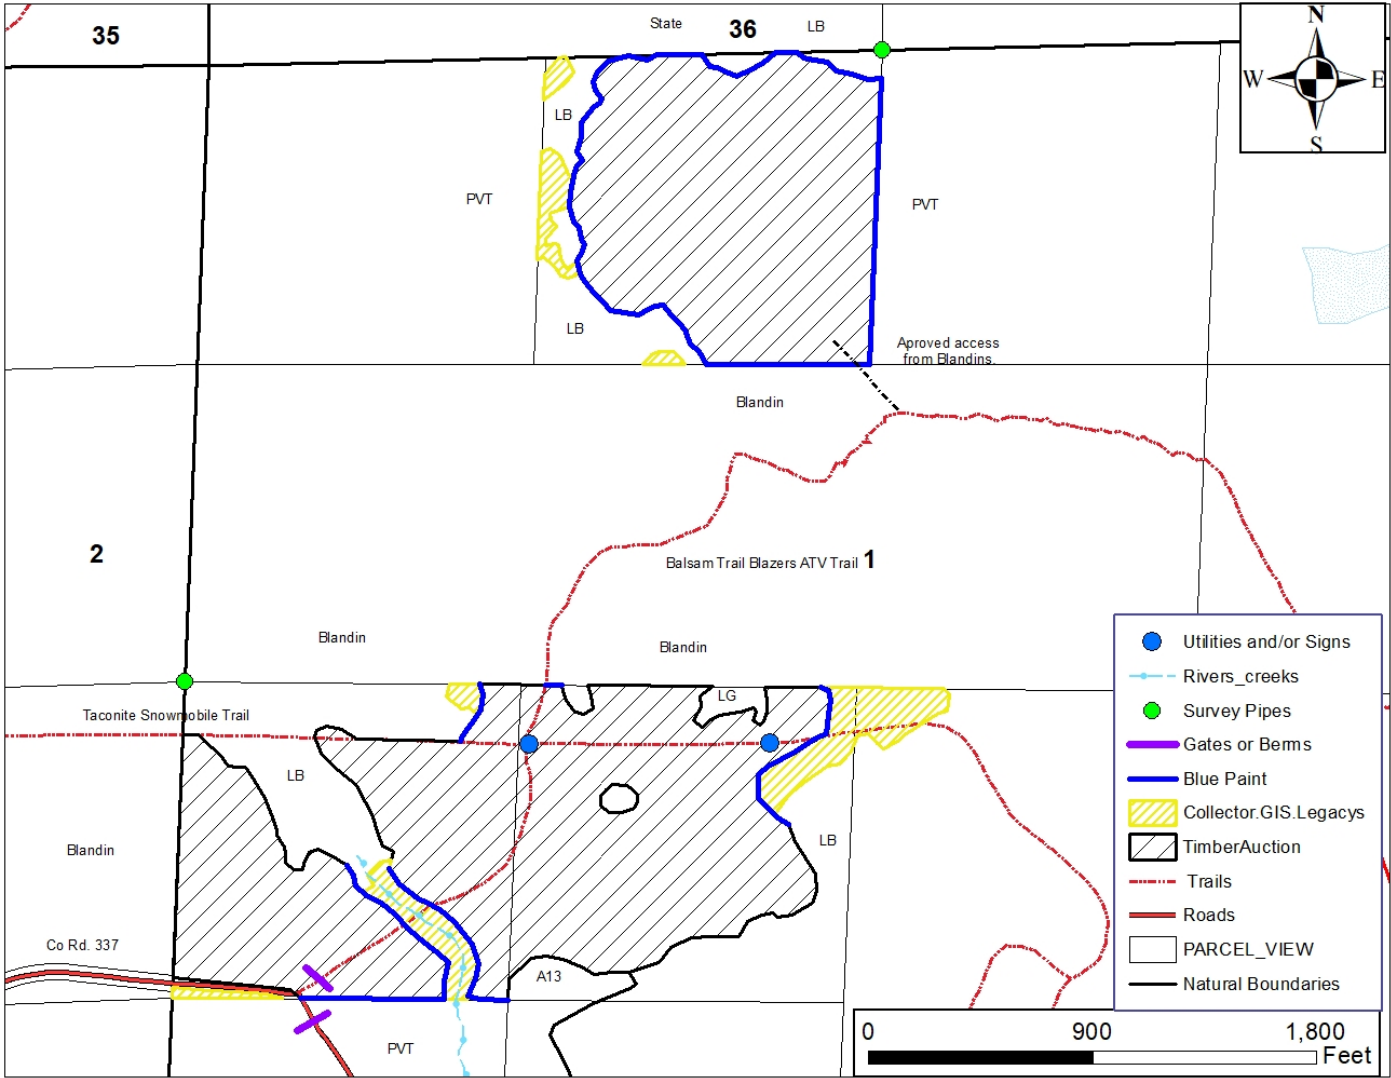 35
State
36
LB
N
W
E
S
LB
PVT
PVT
LB
Aproved access
from Blandins.
Blandin
2
Balsam Trail Blazers ATV Trail
1
Blandin
Blandin
LG
Taconite Snowmobile Trail
LB
Blandin
LB
Co Rd. 337
A13
PVT
Utilities and/or Signs
Rivers_creeks
Survey Pipes
Gates or Berms
Blue Paint
Collector.GIS.Legacys
TimberAuction
Trails
Roads
PARCEL_VIEW
Natural Boundaries
0 900 1,800
Feet